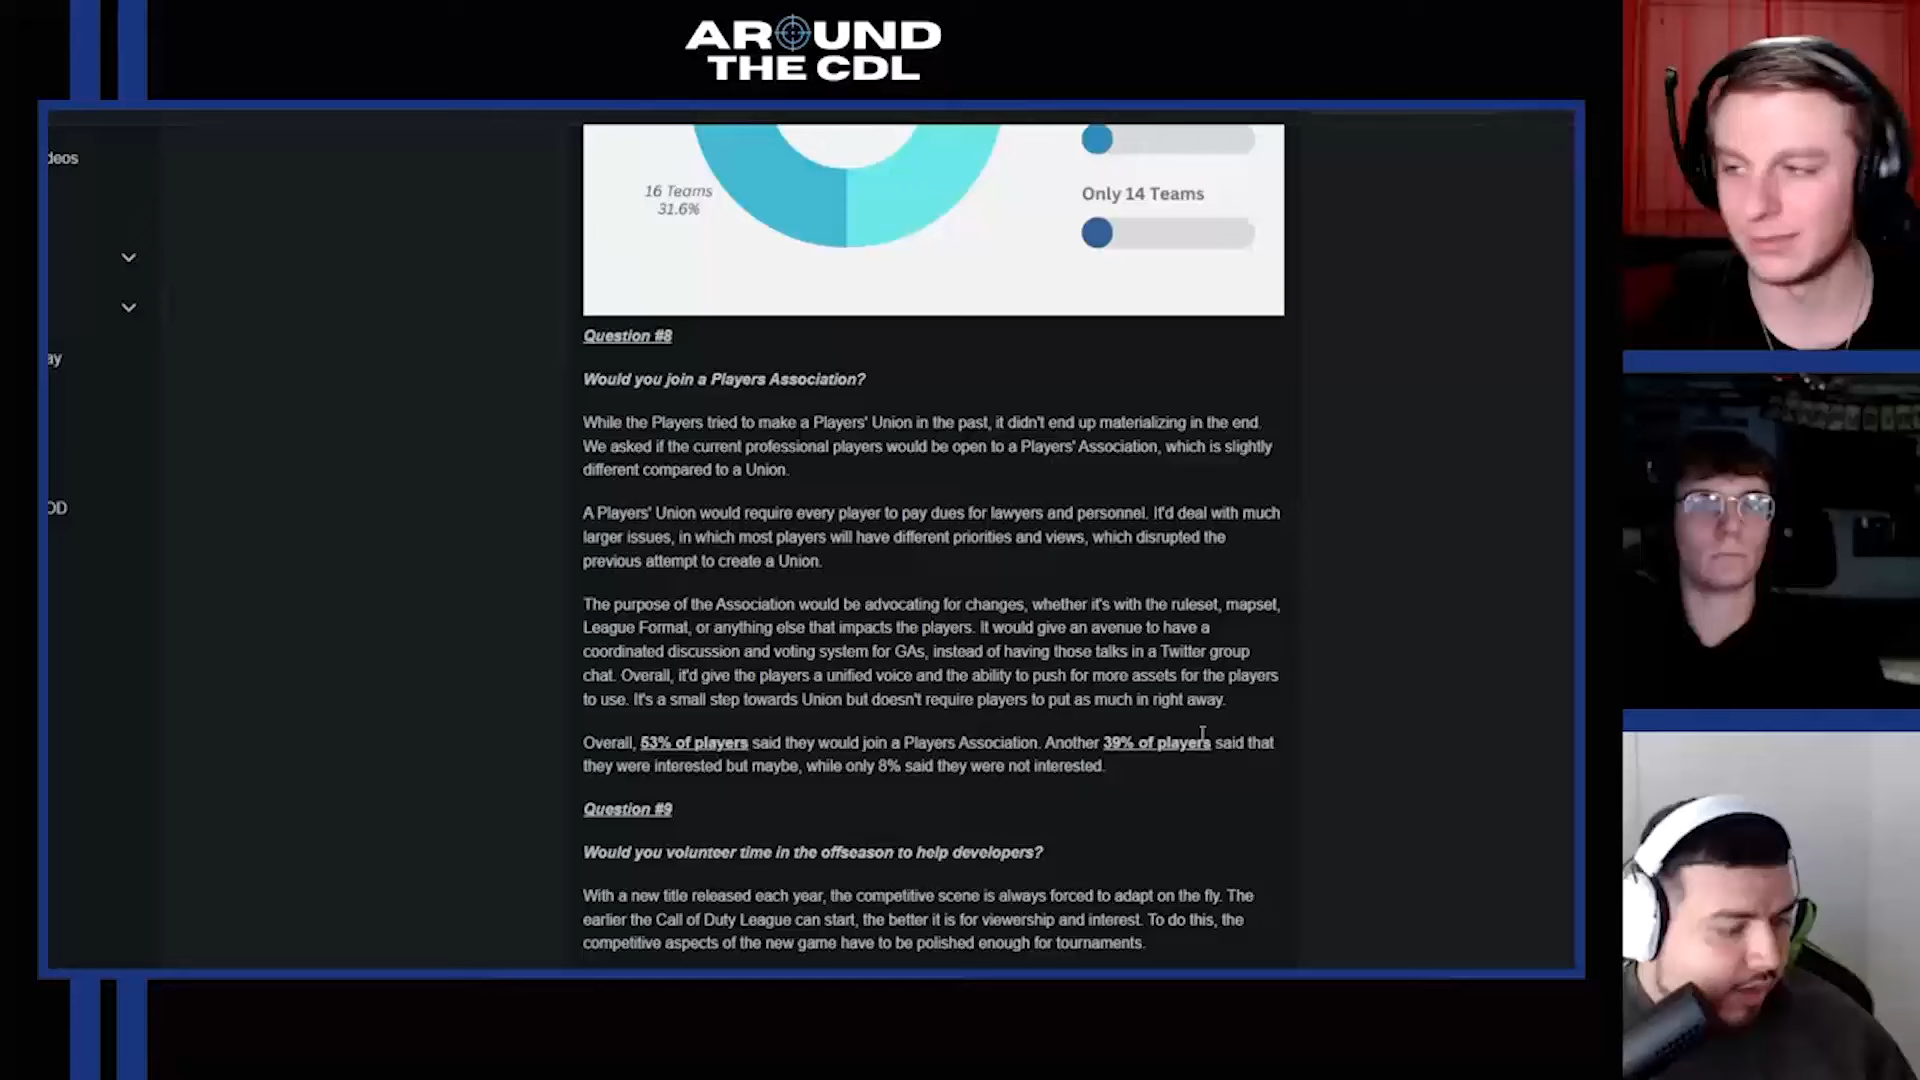 AROUND
THE CDL
deos
ay
OD
16 Teams
31.6%
Only 14 Teams
Question #8
Would you join a Players Association?
While the Players tried to make a Players' Union in the past, it didn't end up materializing in the end.
We asked if the current professional players would be open to a Players' Association, which is slightly
different compared to a Union.
A Players' Union would require every player to pay dues for lawyers and personnel. It'd deal with much
larger issues, in which most players will have different priorities and views, which disrupted the
previous attempt to create a Union.
The purpose of the Association would be advocating for changes, whether it's with the ruleset, mapset,
League Format, or anything else that impacts the players. It would give an avenue to have a
coordinated discussion and voting system for GAs, instead of having those talks in a Twitter group
chat. Overall, it'd give the players a unified voice and the ability to push for more assets for the players
to use. It's a small step towards Union but doesn't require players to put as much in right away.
Overall, 53% of players said they would join a Players Association. Another 39% of players said that
they were interested but maybe, while only 8% said they were not interested.
Question #9
Would you volunteer time in the offseason to help developers?
With a new title released each year, the competitive scene is always forced to adapt on the fly. The
earlier the Call of Duty League can start, the better it is for viewership and interest. To do this, the
competitive aspects of the new game have to be polished enough for tournaments.